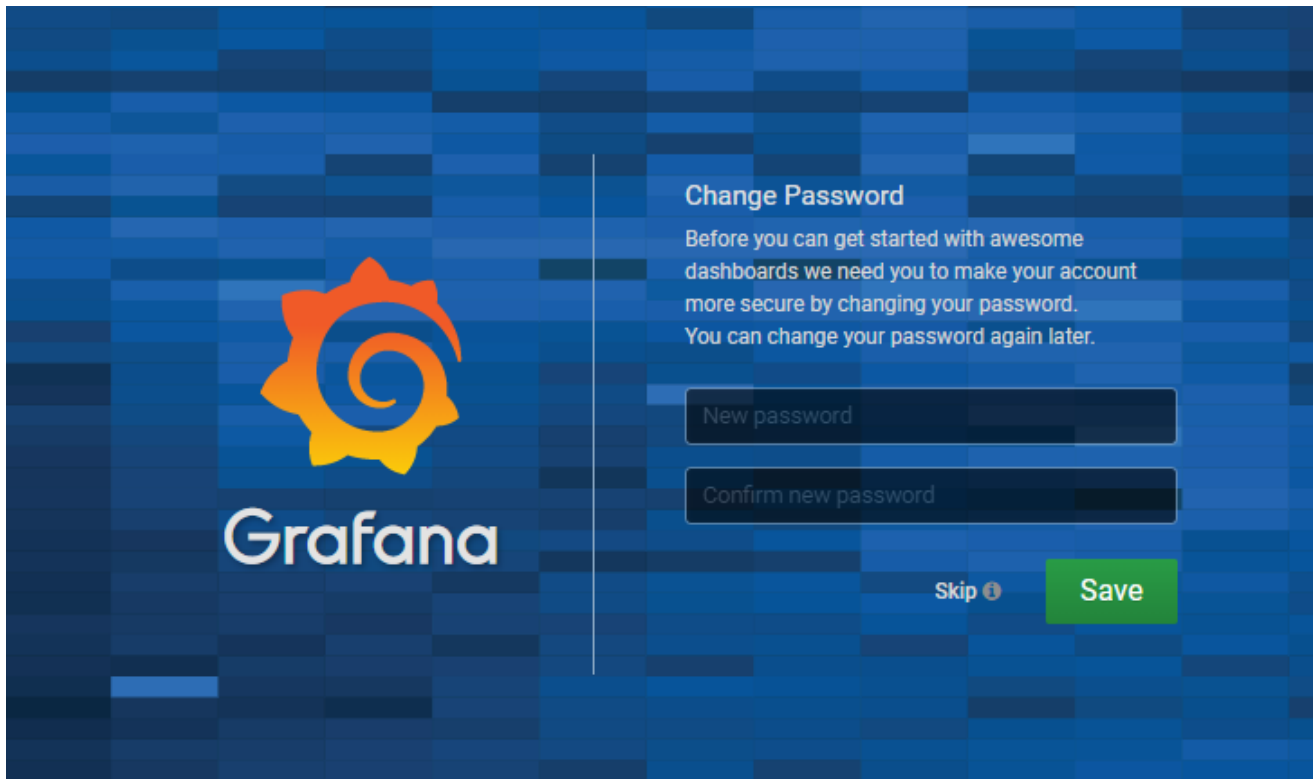 Change Password
Before you can get started with awesome
dashboards we need you to make your account
more secure by changing your password.
You can change your password again later.
New password
Confirm new password
Grafana
Skip
Save